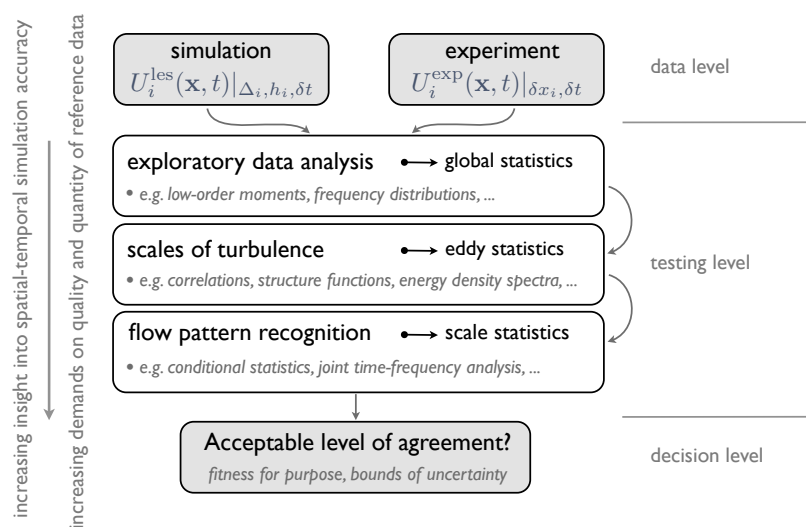 increasing insight into spatial-temporal simulation accuracy
increasing demands on quality and quantity of reference data
simulation
U_i^les(x, t)|Δ_i,h_i,δt
experiment
U_i^exp(x, t)|δx_i,δt
data level
exploratory data analysis
global statistics
• e.g. low-order moments, frequency distributions, ...
scales of turbulence
eddy statistics
• e.g. correlations, structure functions, energy density spectra, ...
testing level
flow pattern recognition
scale statistics
• e.g. conditional statistics, joint time-frequency analysis, ...
Acceptable level of agreement?
fitness for purpose, bounds of uncertainty
decision level